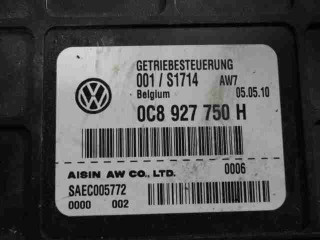 GETRIEBESTEUERUNG
001 / S1714 AW7
Belgium 05.05.10
0C8 927 750 H
AISIN AW CO., LTD. 0006
SAEC005772
0000 002